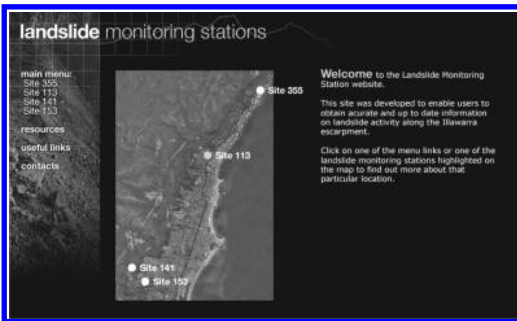 landslide monitoring stations
main menu:
Site 355
Site 113
Site 141
Site 153
resources
useful links
contacts
Site 355
Site 113
Site 141
Site 153
Welcome to the Landslide Monitoring
Station website.
This site was developed to enable users to
obtain acurate and up to date information
on landslide activity along the Illawarra
escarpment.
Click on one of the menu links or one of the
landslide monitoring stations highlighted on
the map to find out more about that
particular location.